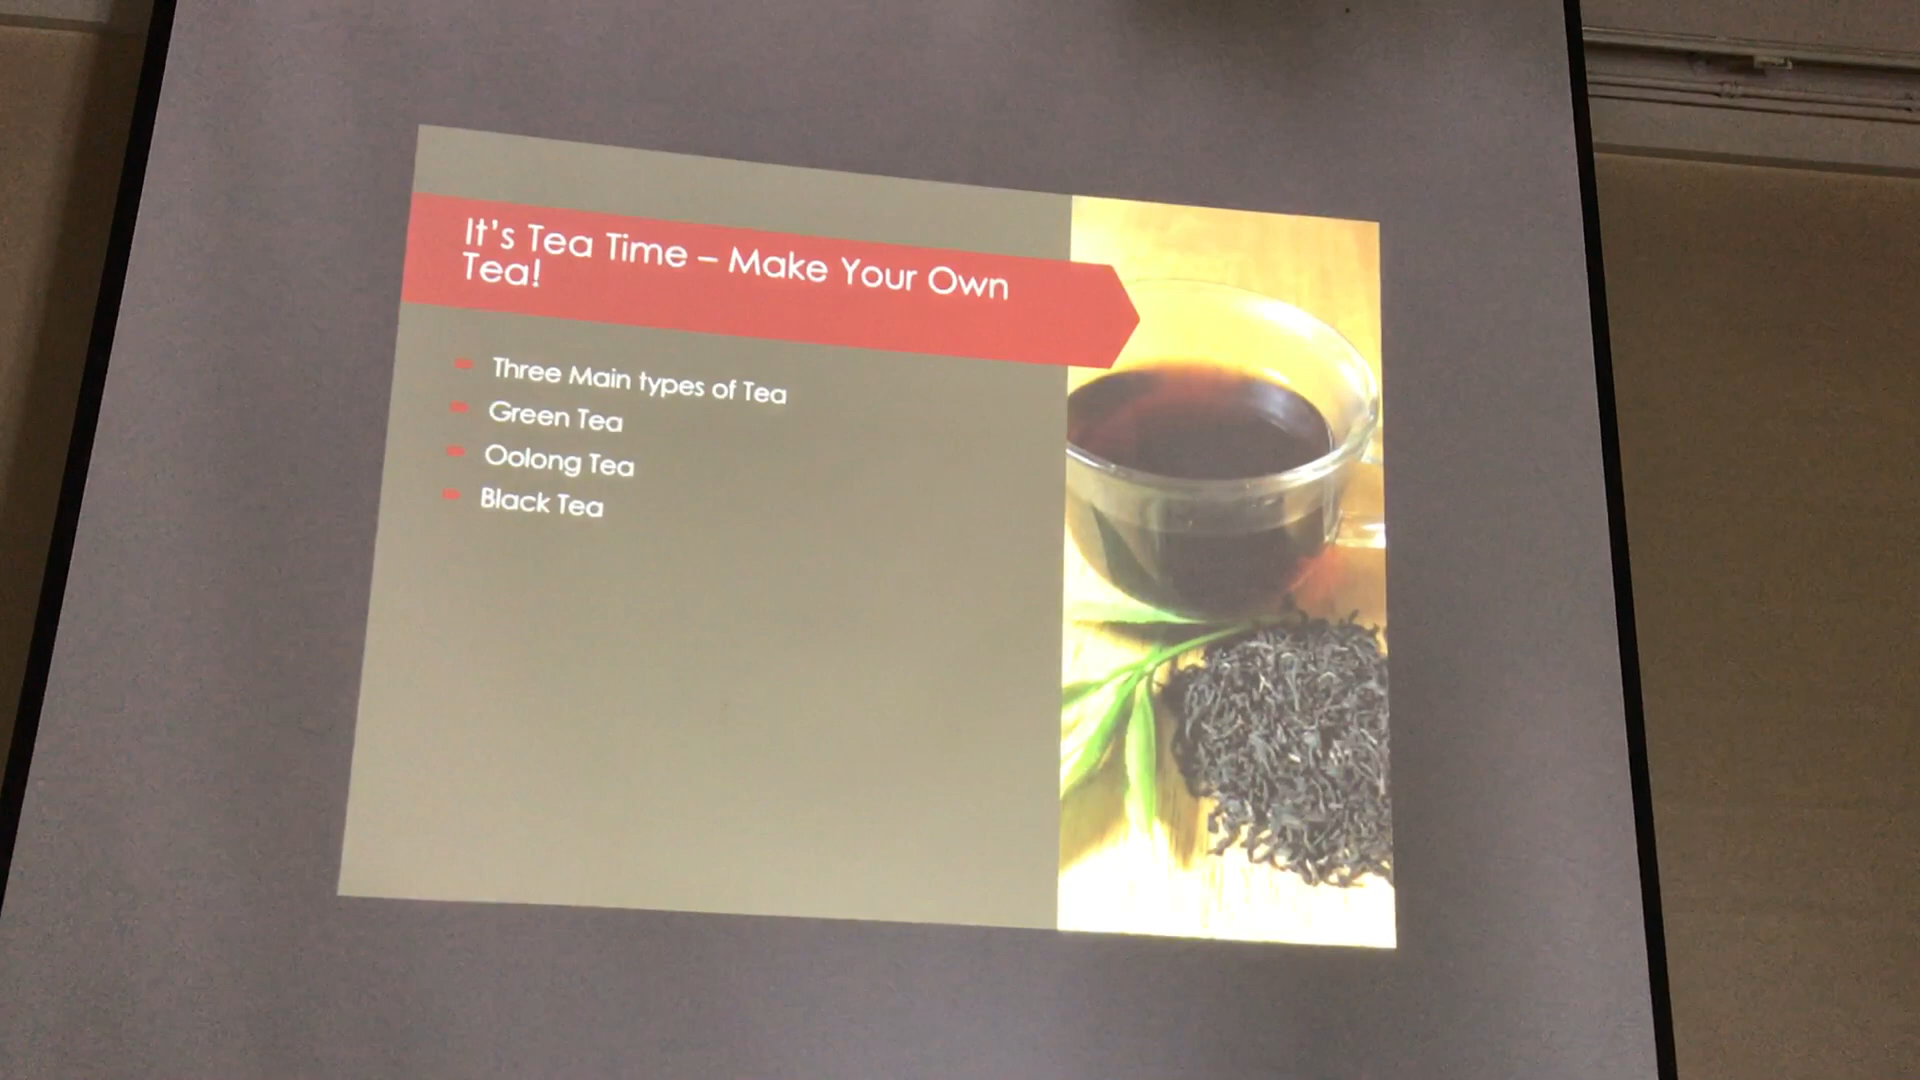 It's Tea Time – Make Your Own
Tea!
Three Main types of Tea
Green Tea
Oolong Tea
Black Tea